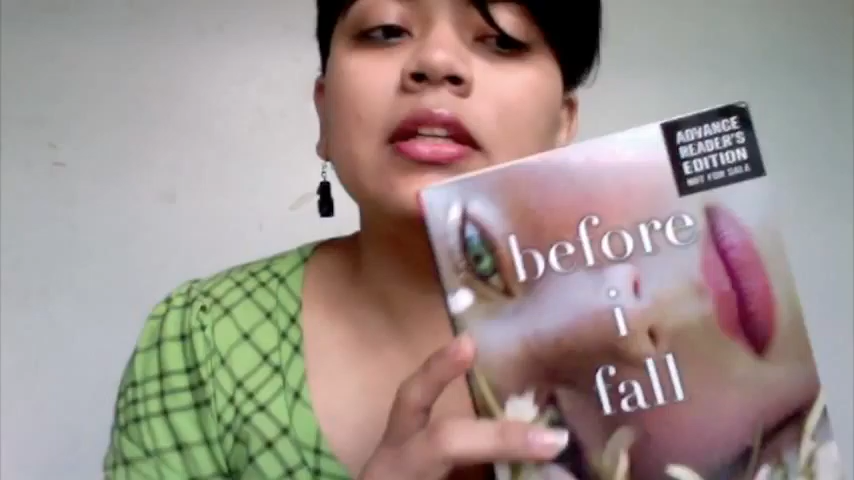 ADVANCE
READER'S
EDITION
NOT FOR SALE
before
i
fall